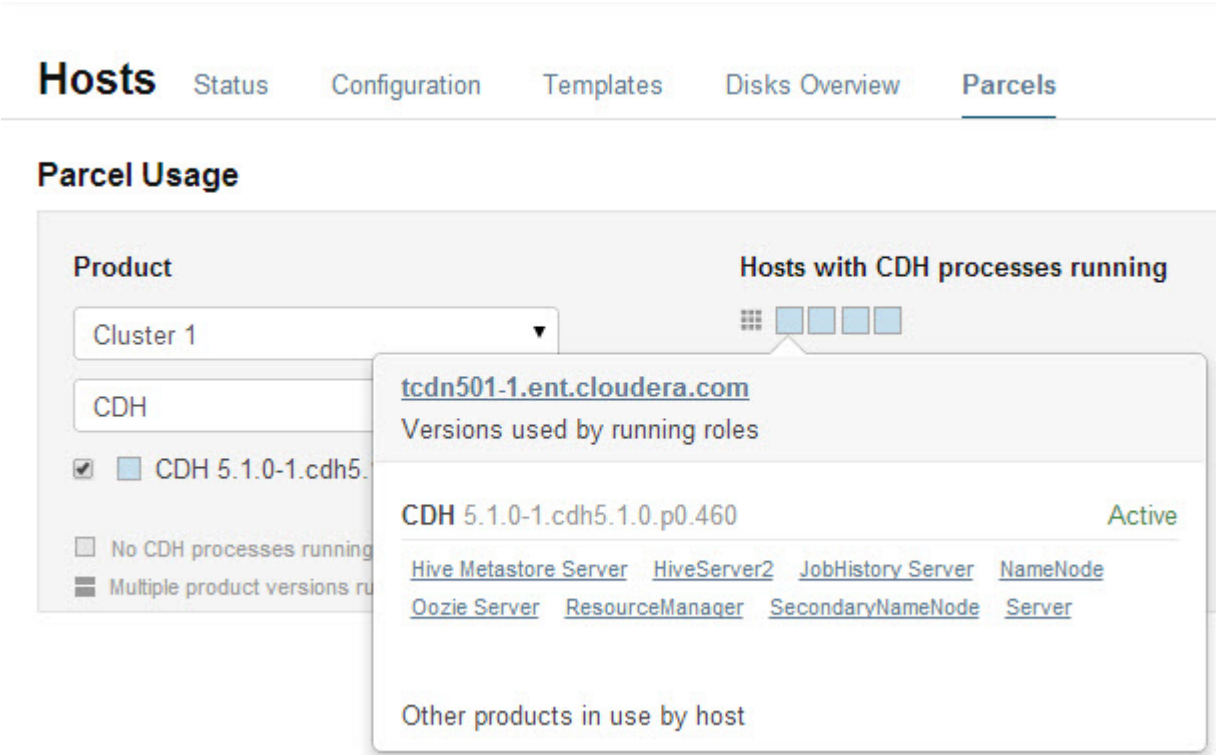 Hosts Status Configuration Templates Disks Overview Parcels
Parcel Usage
Product
Hosts with CDH processes running
Cluster 1
CDH
CDH 5.1.0-1.cdh5.
No CDH processes running
Multiple product versions ru
tcdn501-1.ent.cloudera.com
Versions used by running roles
CDH 5.1.0-1.cdh5.1.0.p0.460 Active
Hive Metastore Server HiveServer2 JobHistory Server NameNode
Oozie Server ResourceManager SecondaryNameNode Server
Other products in use by host